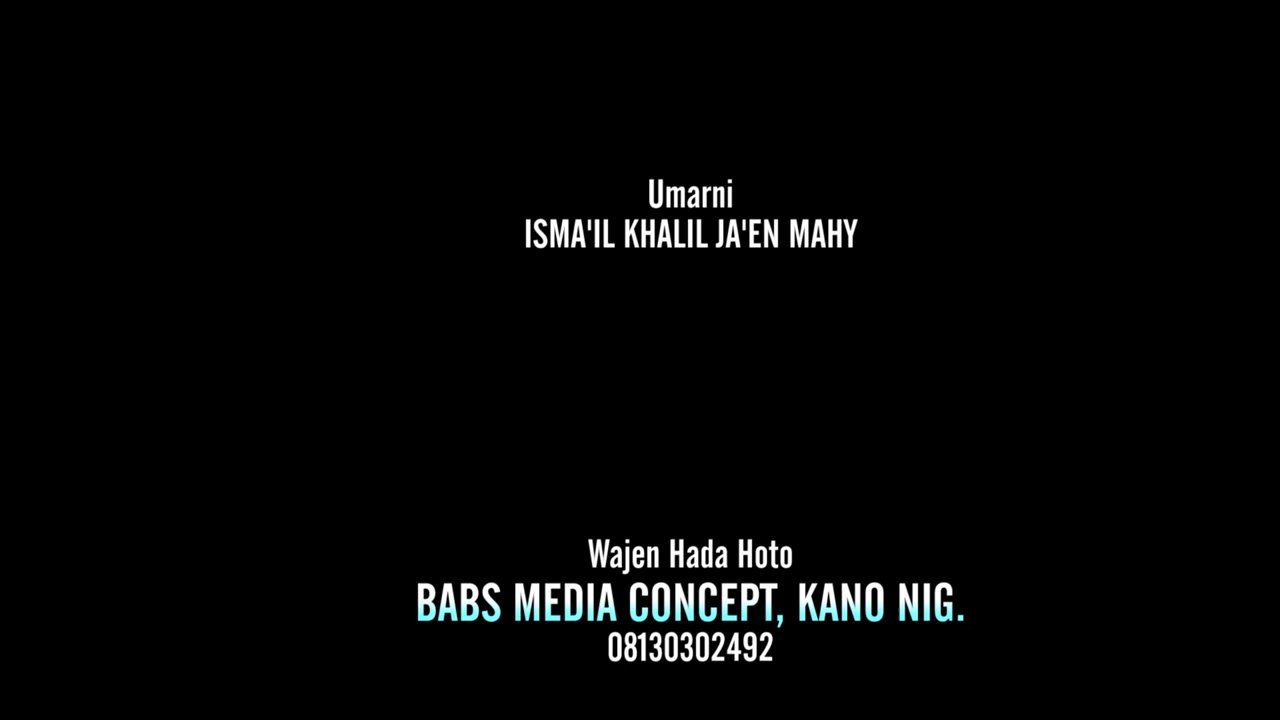 Umarni
ISMA'IL KHALIL JA'EN MAHY
Wajen Hada Hoto
BABS MEDIA CONCEPT, KANO NIG.
08130302492